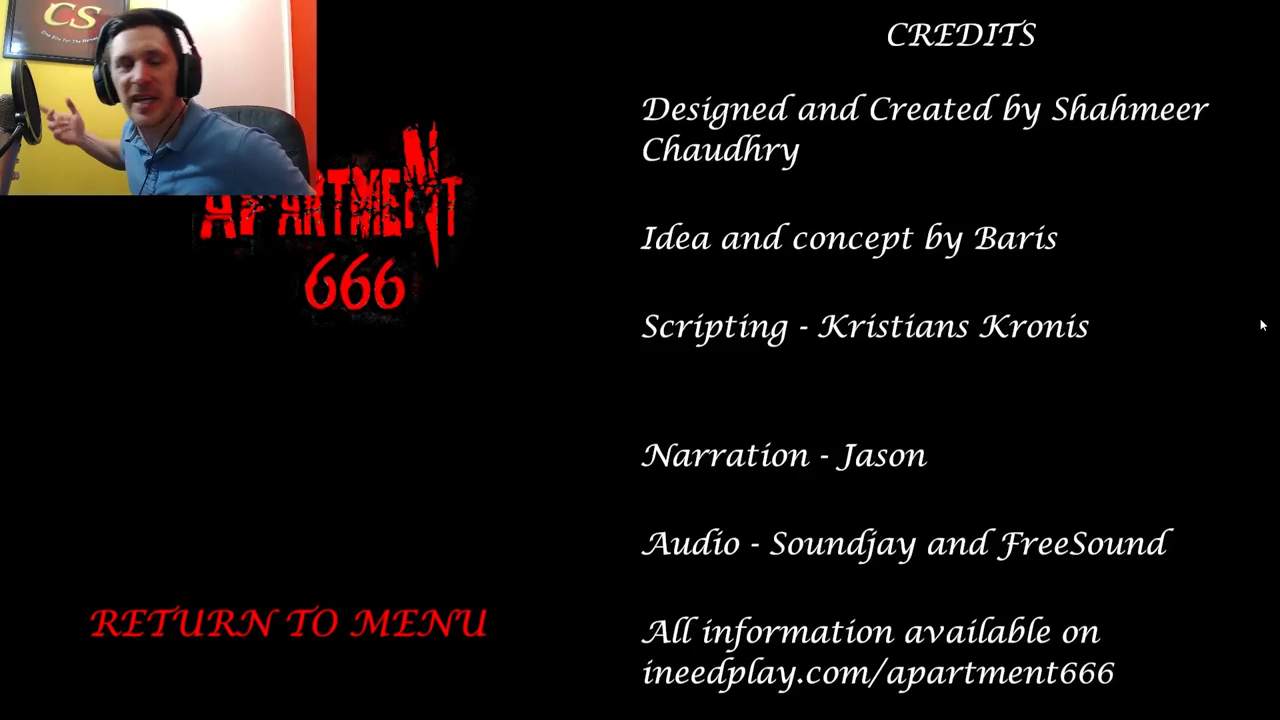 CS
CREDITS
Designed and Created by Shahmeer
Chaudhry
APARTMENT
666
Idea and concept by Baris
Scripting - Kristians Kronis
Narration - Jason
Audio - Soundjay and FreeSound
RETURN TO MENU
All information available on
ineedplay.com/apartment666